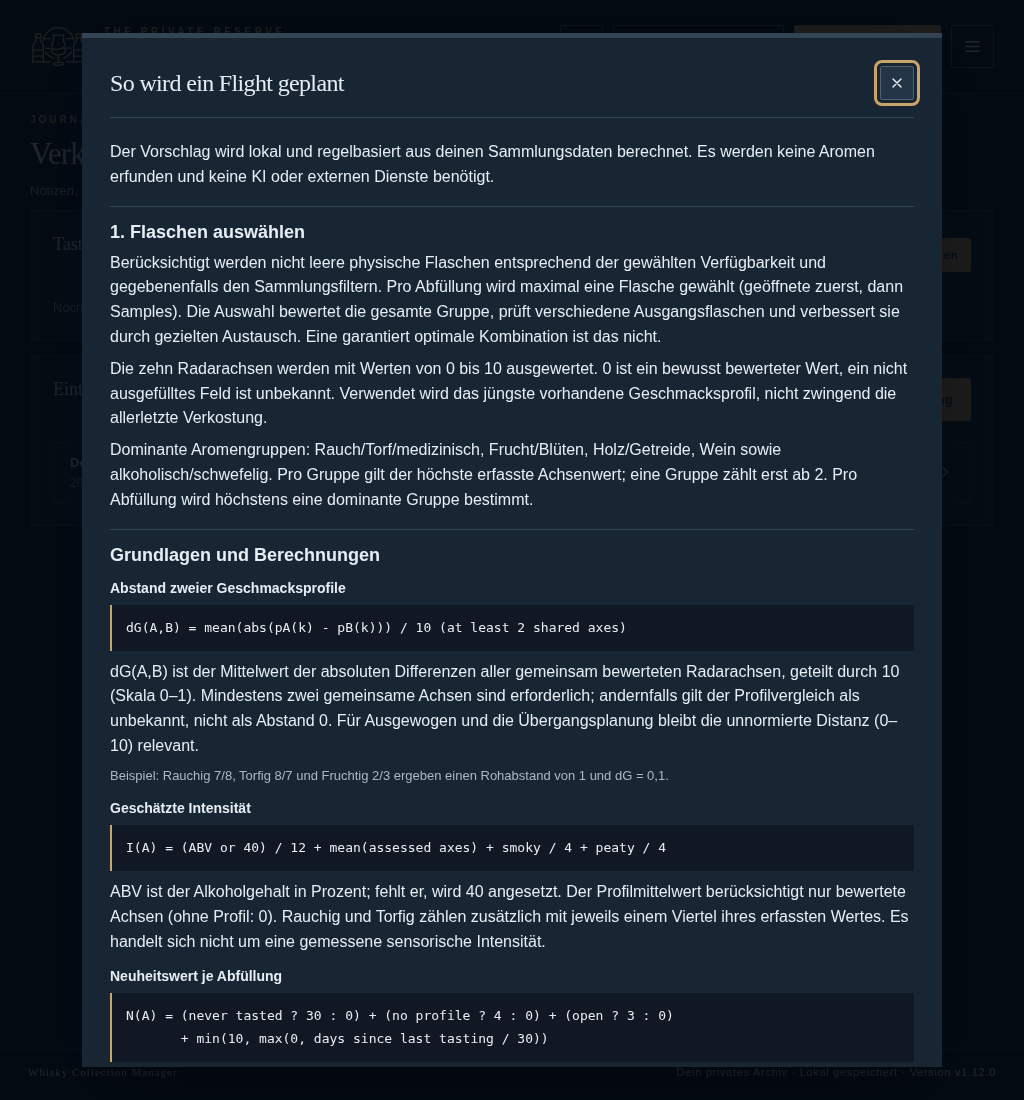 THE PRIVATE RESERVE
So wird ein Flight geplant
Der Vorschlag wird lokal und regelbasiert aus deinen Sammlungsdaten berechnet. Es werden keine Aromen
erfunden und keine KI oder externen Dienste benötigt.
1. Flaschen auswählen
Berücksichtigt werden nicht leere physische Flaschen entsprechend der gewählten Verfügbarkeit und
gegebenenfalls den Sammlungsfiltern. Pro Abfüllung wird maximal eine Flasche gewählt (geöffnete zuerst, dann
Samples). Die Auswahl bewertet die gesamte Gruppe, prüft verschiedene Ausgangsflaschen und verbessert sie
durch gezielten Austausch. Eine garantiert optimale Kombination ist das nicht.
Die zehn Radarachsen werden mit Werten von 0 bis 10 ausgewertet. 0 ist ein bewusst bewerteter Wert, ein nicht
ausgefülltes Feld ist unbekannt. Verwendet wird das jüngste vorhandene Geschmacksprofil, nicht zwingend die
allerletzte Verkostung.
Dominante Aromengruppen: Rauch/Torf/medizinisch, Frucht/Blüten, Holz/Getreide, Wein sowie
alkoholisch/schwefelig. Pro Gruppe gilt der höchste erfasste Achsenwert; eine Gruppe zählt erst ab 2. Pro
Abfüllung wird höchstens eine dominante Gruppe bestimmt.
Grundlagen und Berechnungen
Abstand zweier Geschmacksprofile
dG(A,B) = mean(abs(pA(k) - pB(k))) / 10 (at least 2 shared axes)
dG(A,B) ist der Mittelwert der absoluten Differenzen aller gemeinsam bewerteten Radarachsen, geteilt durch 10
(Skala 0–1). Mindestens zwei gemeinsame Achsen sind erforderlich; andernfalls gilt der Profilvergleich als
unbekannt, nicht als Abstand 0. Für Ausgewogen und die Übergangsplanung bleibt die unnormierte Distanz (0–
10) relevant.
Beispiel: Rauchig 7/8, Torfig 8/7 und Fruchtig 2/3 ergeben einen Rohabstand von 1 und dG = 0,1.
Geschätzte Intensität
I(A) = (ABV or 40) / 12 + mean(assessed axes) + smoky / 4 + peaty / 4
ABV ist der Alkoholgehalt in Prozent; fehlt er, wird 40 angesetzt. Der Profilmittelwert berücksichtigt nur bewertete
Achsen (ohne Profil: 0). Rauchig und Torfig zählen zusätzlich mit jeweils einem Viertel ihres erfassten Wertes. Es
handelt sich nicht um eine gemessene sensorische Intensität.
Neuheitswert je Abfüllung
N(A) = (never tasted ? 30 : 0) + (no profile ? 4 : 0) + (open ? 3 : 0)
+ min(10, max(0, days since last tasting / 30))
Whisky Collection Manager
Dein privates Archiv · Lokal gespeichert · Version v1.12.0